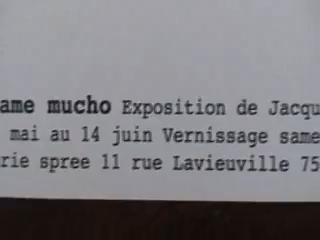 ame mucho Exposition de Jacqu
mai au 14 juin Vernissage same
rie spree 11 rue Lavieuville 75